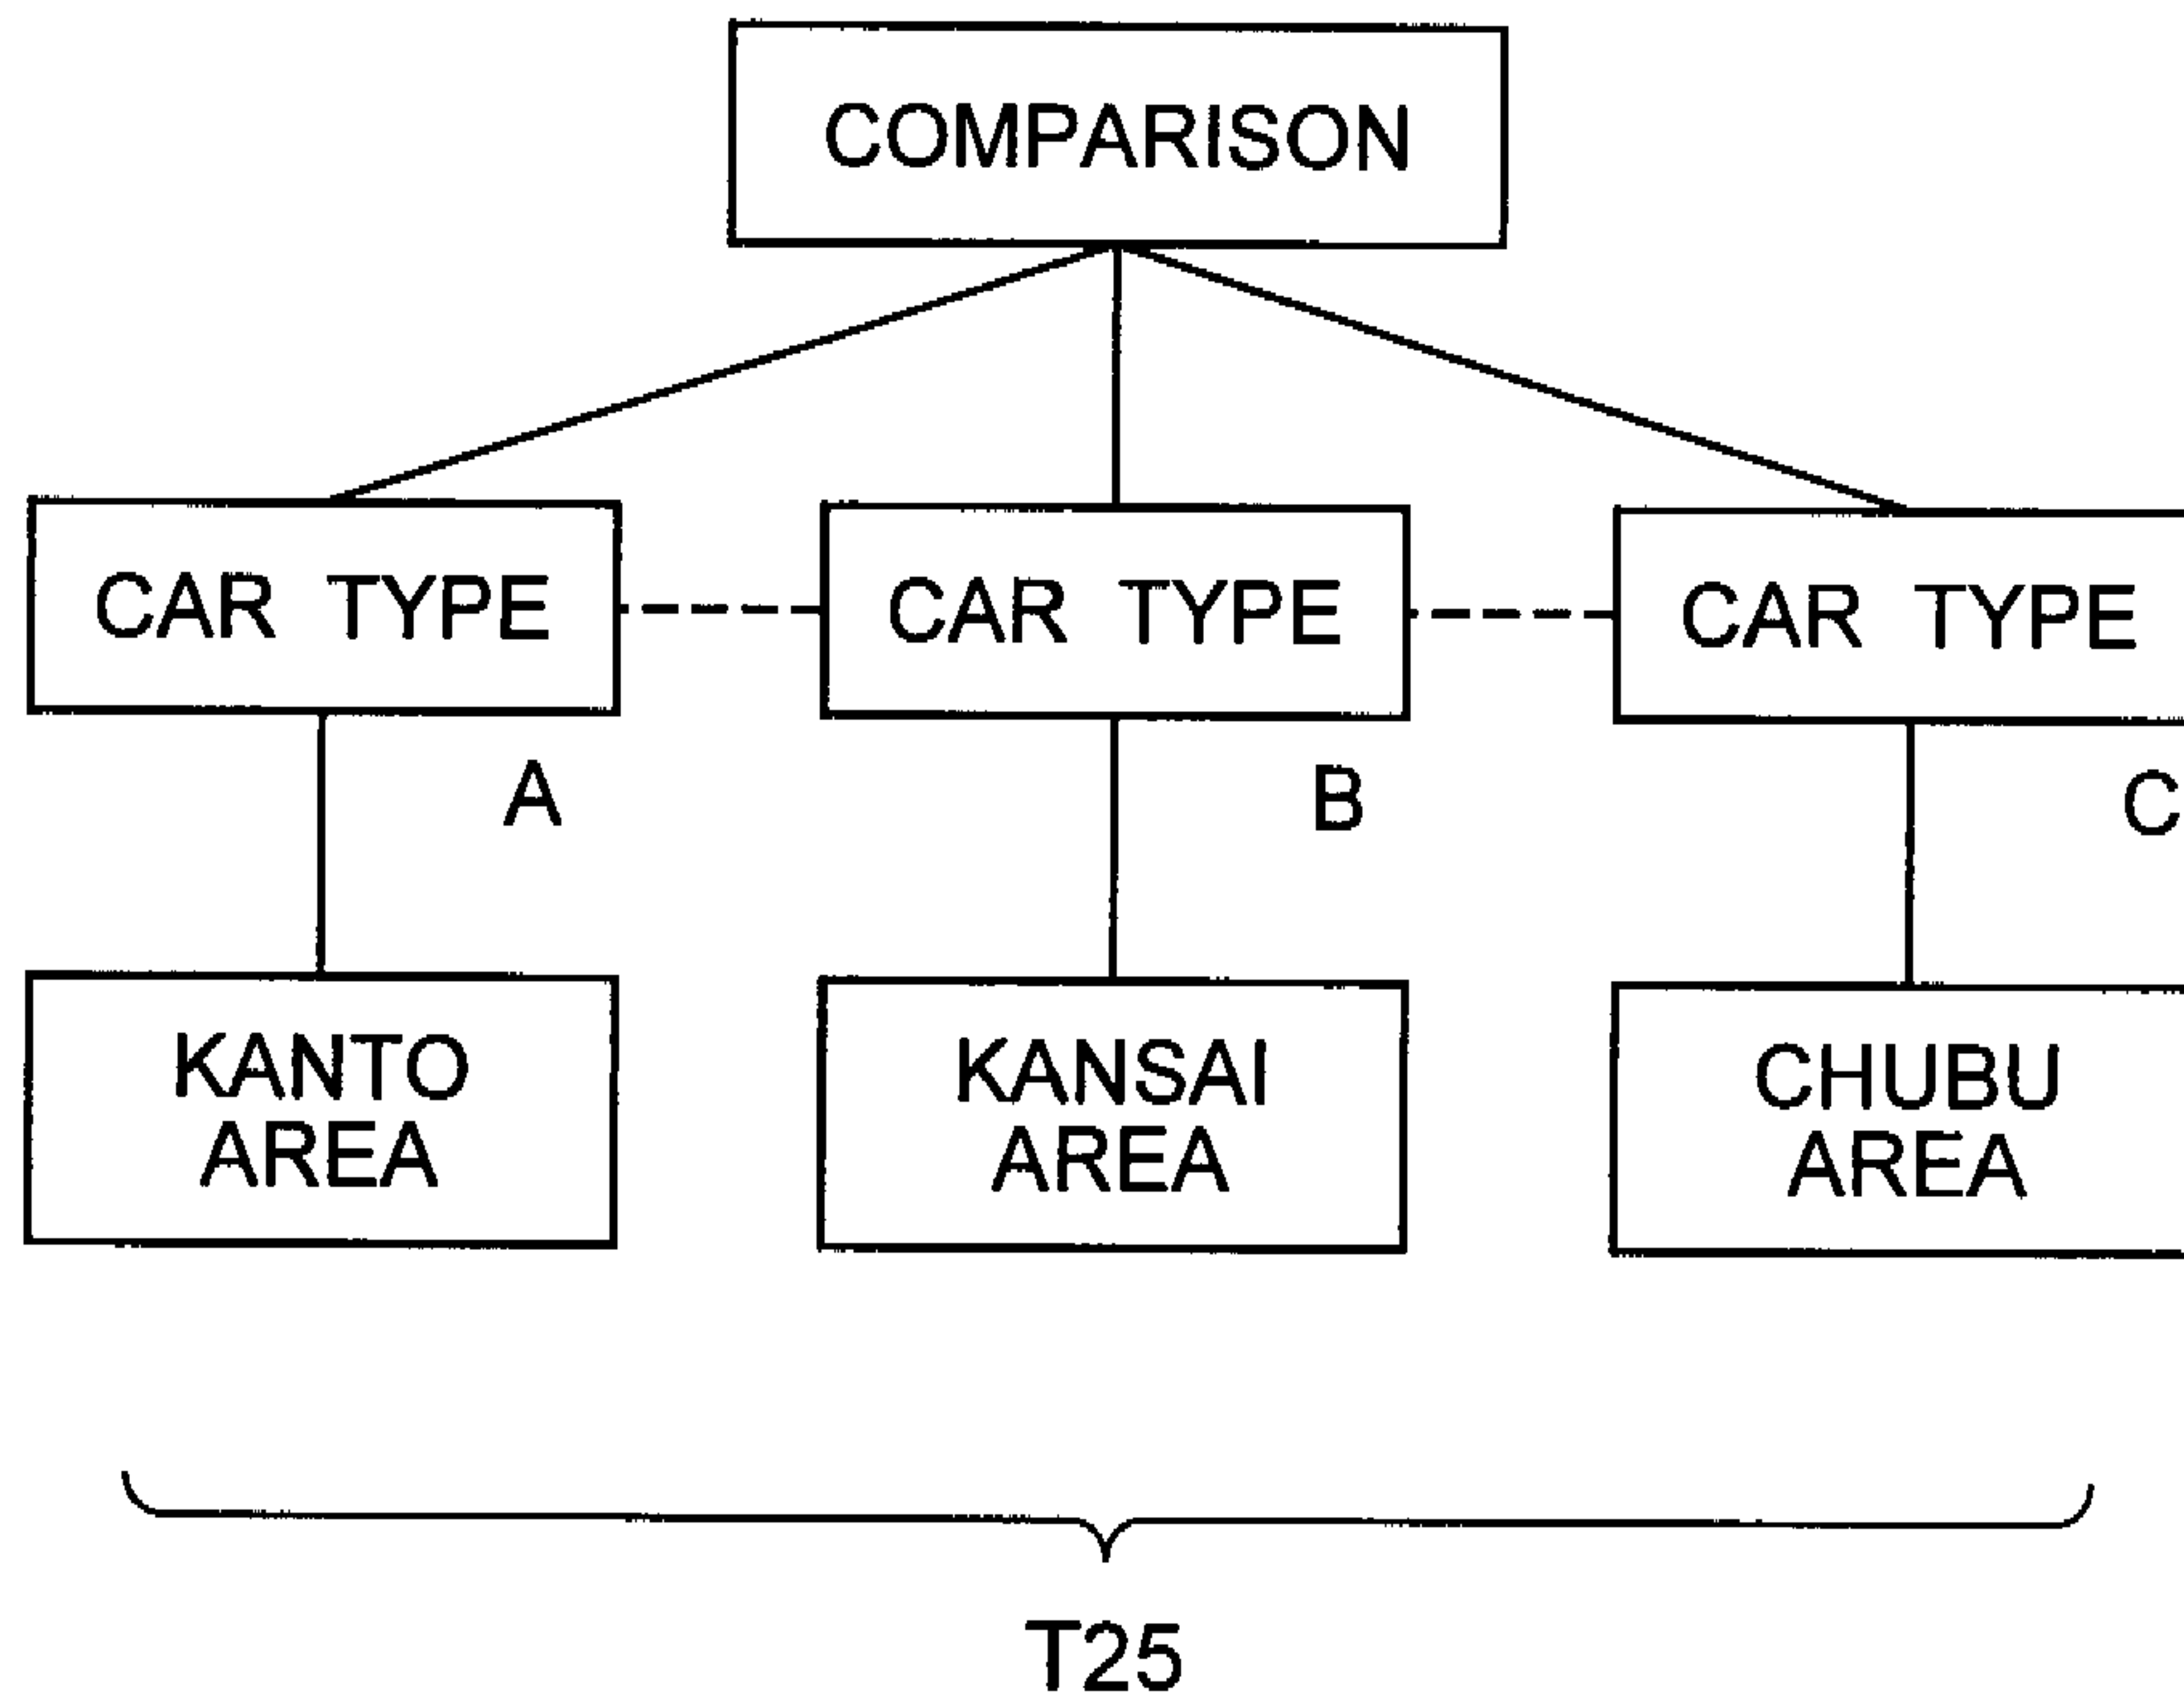 COMPARISON
CAR TYPE
CAR TYPE
CAR TYPE
A
B
C
KANTO
AREA
KANSAI
AREA
CHUBU
AREA
T25